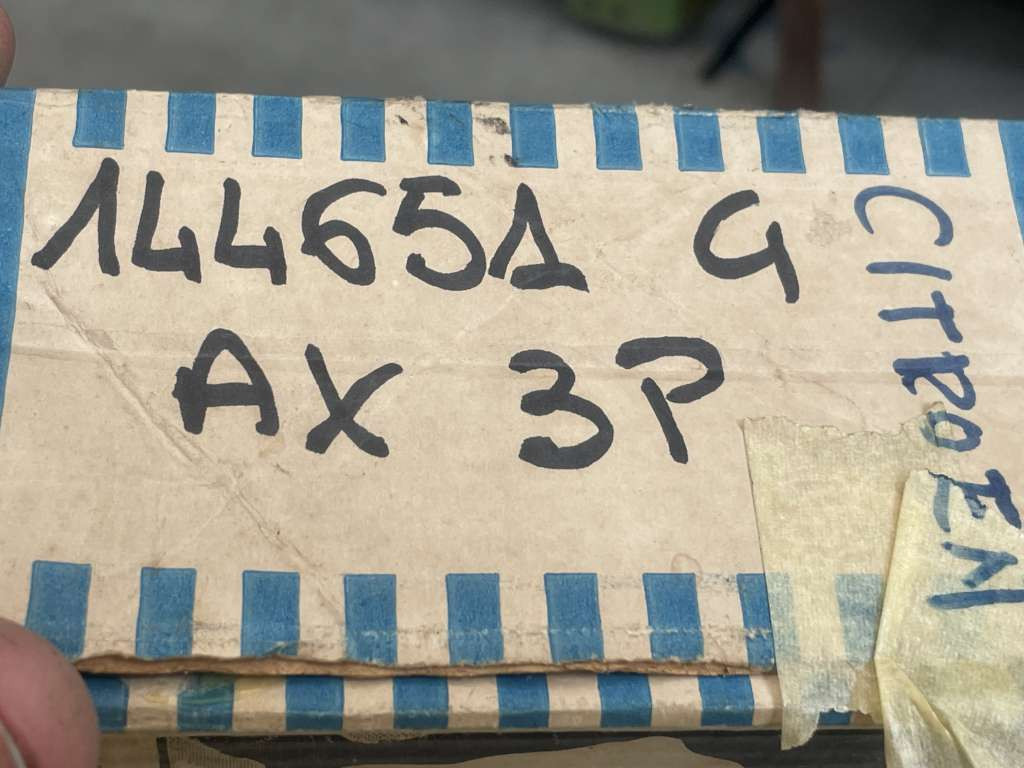 144651 G
AX 3P
CITROEN